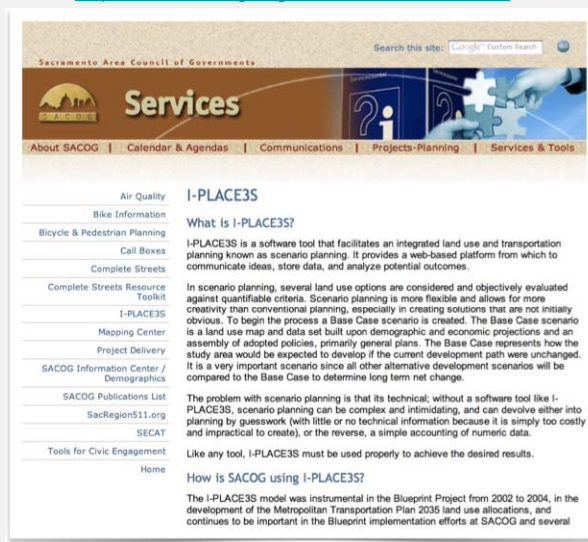 Search this site:
Google™ Custom Search
Sacramento Area Council of Governments
SACOG
Services
About SACOG | Calendar & Agendas | Communications | Projects-Planning | Services & Tools
Air Quality
Bike Information
Bicycle & Pedestrian Planning
Call Boxes
Complete Streets
Complete Streets Resource
Toolkit
I-PLACE3S
Mapping Center
Project Delivery
SACOG Information Center /
Demographics
SACOG Publications List
SacRegion511.org
SECAT
Tools for Civic Engagement
Home
I-PLACE3S
What is I-PLACE3S?
I-PLACE3S is a software tool that facilitates an integrated land use and transportation
planning known as scenario planning. It provides a web-based platform from which to
communicate ideas, store data, and analyze potential outcomes.
In scenario planning, several land use options are considered and objectively evaluated
against quantifiable criteria. Scenario planning is more flexible and allows for more
creativity than conventional planning, especially in creating solutions that are not initially
obvious. To begin the process a Base Case scenario is created. The Base Case scenario
is a land use map and data set built upon demographic and economic projections and an
assembly of adopted policies, primarily general plans. The Base Case represents how the
study area would be expected to develop if the current development path were unchanged.
It is a very important scenario since all other alternative development scenarios will be
compared to the Base Case to determine long term net change.
The problem with scenario planning is that its technical; without a software tool like I-
PLACE3S, scenario planning can be complex and intimidating, and can devolve either into
planning by guesswork (with little or no technical information because it is simply too costly
and impractical to create), or the reverse, a simple accounting of numeric data.
Like any tool, I-PLACE3S must be used properly to achieve the desired results.
How is SACOG using I-PLACE3S?
The I-PLACE3S model was instrumental in the Blueprint Project from 2002 to 2004, in the
development of the Metropolitan Transportation Plan 2035 land use allocations, and
continues to be important in the Blueprint implementation efforts at SACOG and several